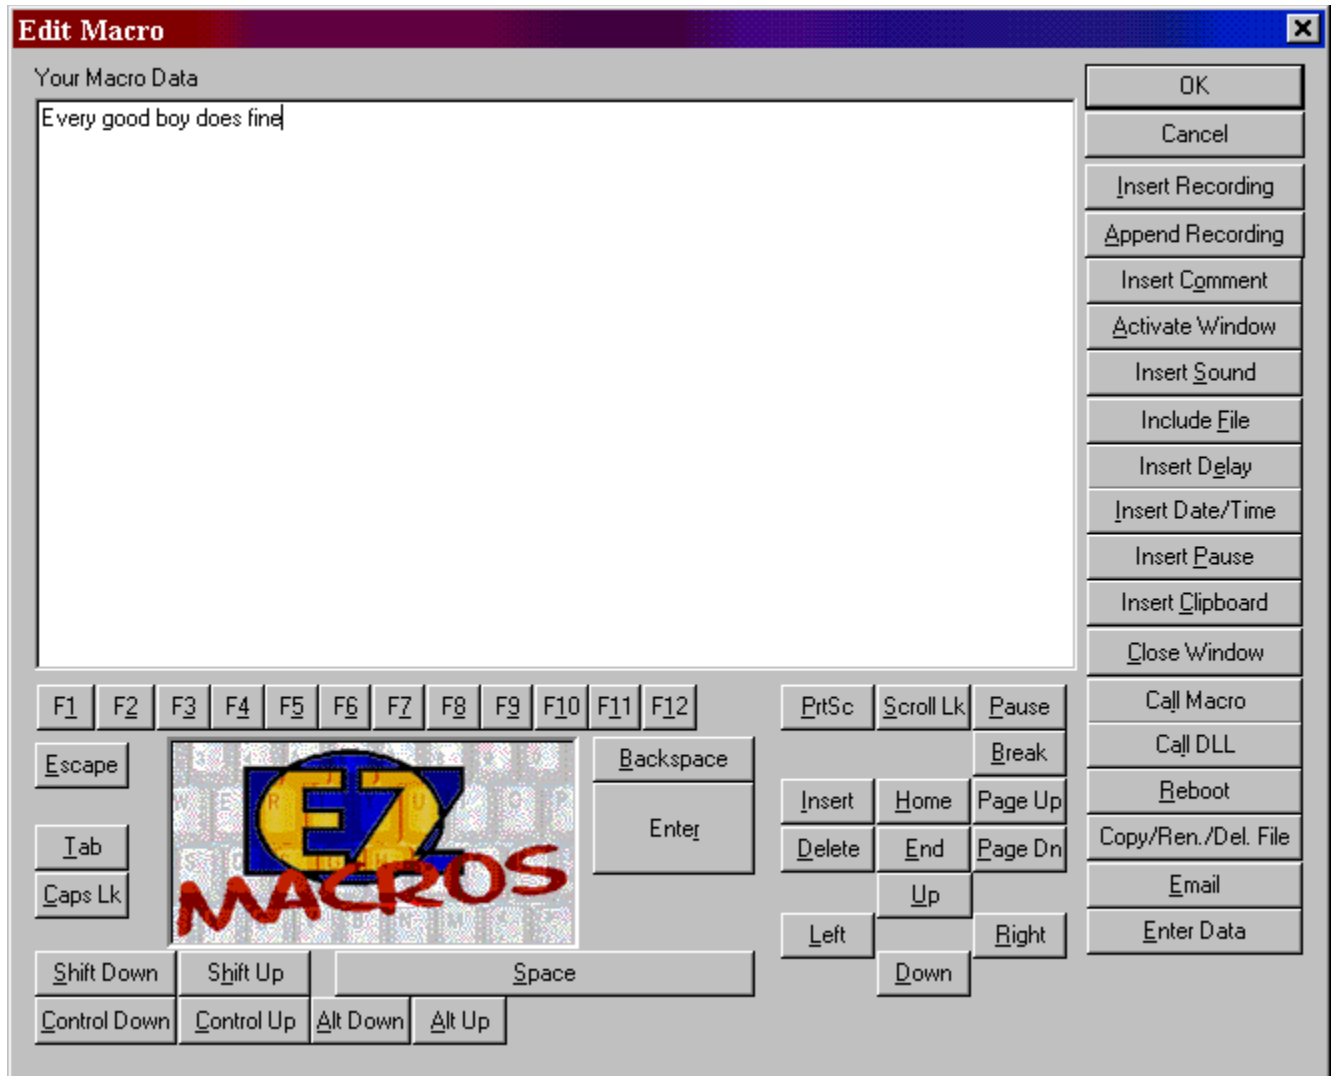 Edit Macro
Your Macro Data
Every good boy does fine
OK
Cancel
Insert Recording
Append Recording
Insert Comment
Activate Window
Insert Sound
Include File
Insert Delay
Insert Date/Time
Insert Pause
Insert Clipboard
Close Window
Call Macro
Call DLL
Reboot
Copy/Ren./Del. File
Email
Enter Data
F1 F2 F3 F4 F5 F6 F7 F8 F9 F10 F11 F12
PrtSc Scroll Lk Pause
Escape
Backspace
Break
EZ
MACROS
Enter
Insert Home Page Up
Tab
Delete End Page Dn
Caps Lk
Up
Left Right
Shift Down Shift Up Space
Down
Control Down Control Up Alt Down Alt Up